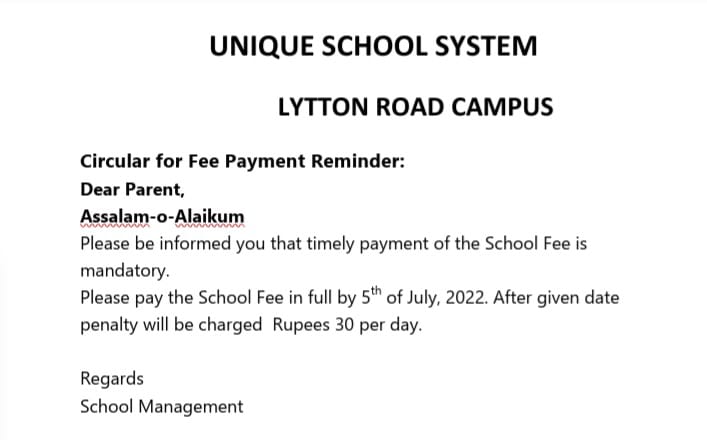 UNIQUE SCHOOL SYSTEM
LYTTON ROAD CAMPUS
Circular for Fee Payment Reminder:
Dear Parent,
Assalam-o-Alaikum
Please be informed you that timely payment of the School Fee is
mandatory.
Please pay the School Fee in full by 5th of July, 2022. After given date
penalty will be charged  Rupees 30 per day.
Regards
School Management